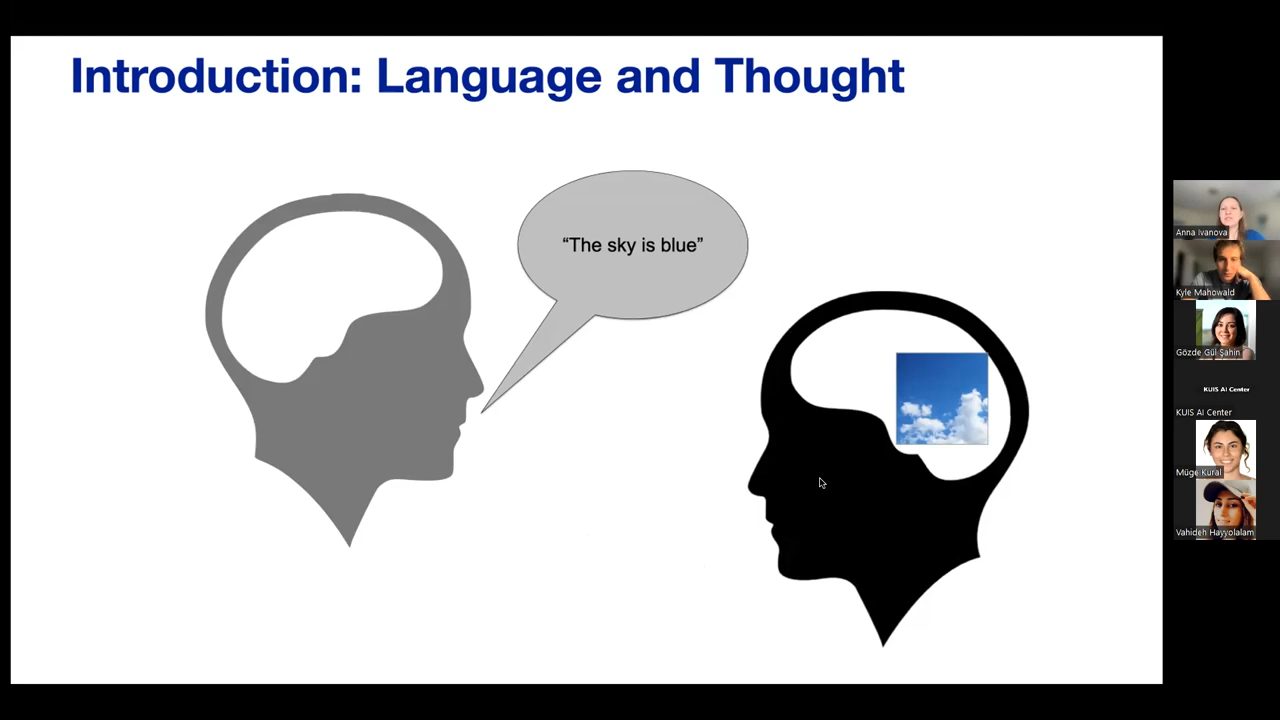 Introduction: Language and Thought
“The sky is blue”
Anna Ivanova
Kyle Mahowald
Gözde Gül Şahin
KUIS AI Center
KUIS AI Center
Müge Kural
Vahideh Hayyolalam